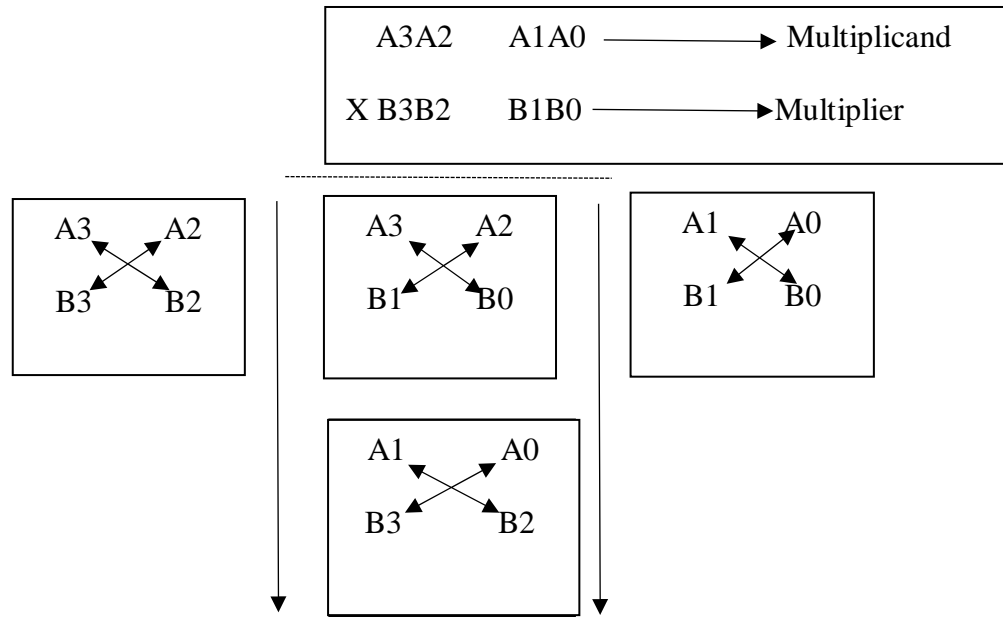 A3A2 A1A0 Multiplicand
X B3B2 B1B0 Multiplier
A3 A2
B3 B2
A3 A2
B1 B0
A1 A0
B1 B0
A1 A0
B3 B2